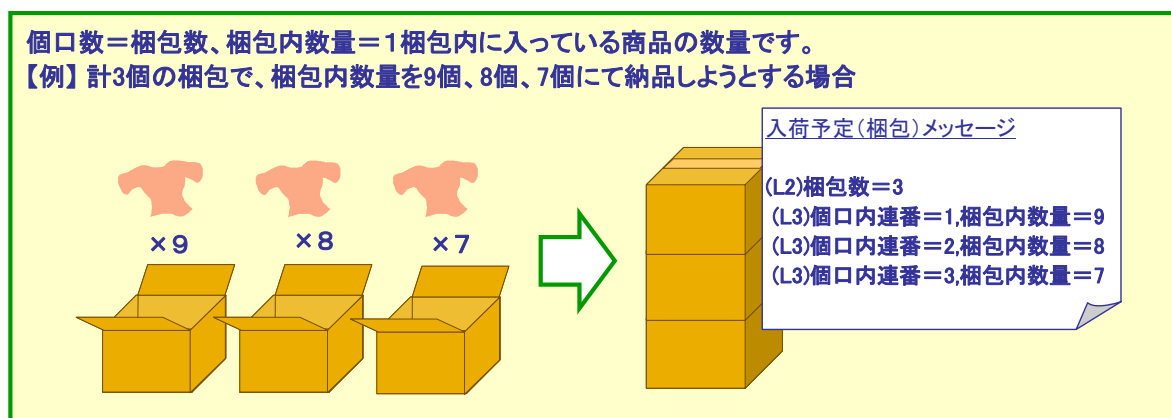 個口数＝梱包数、梱包内数量＝１梱包内に入っている商品の数量です。
【例】 計3個の梱包で、梱包内数量を9個、8個、7個にて納品しようとする場合
×９
×８
×７
入荷予定（梱包）メッセージ
(L2)梱包数＝3
(L3)個口内連番＝1,梱包内数量＝9
(L3)個口内連番＝2,梱包内数量＝8
(L3)個口内連番＝3,梱包内数量＝7